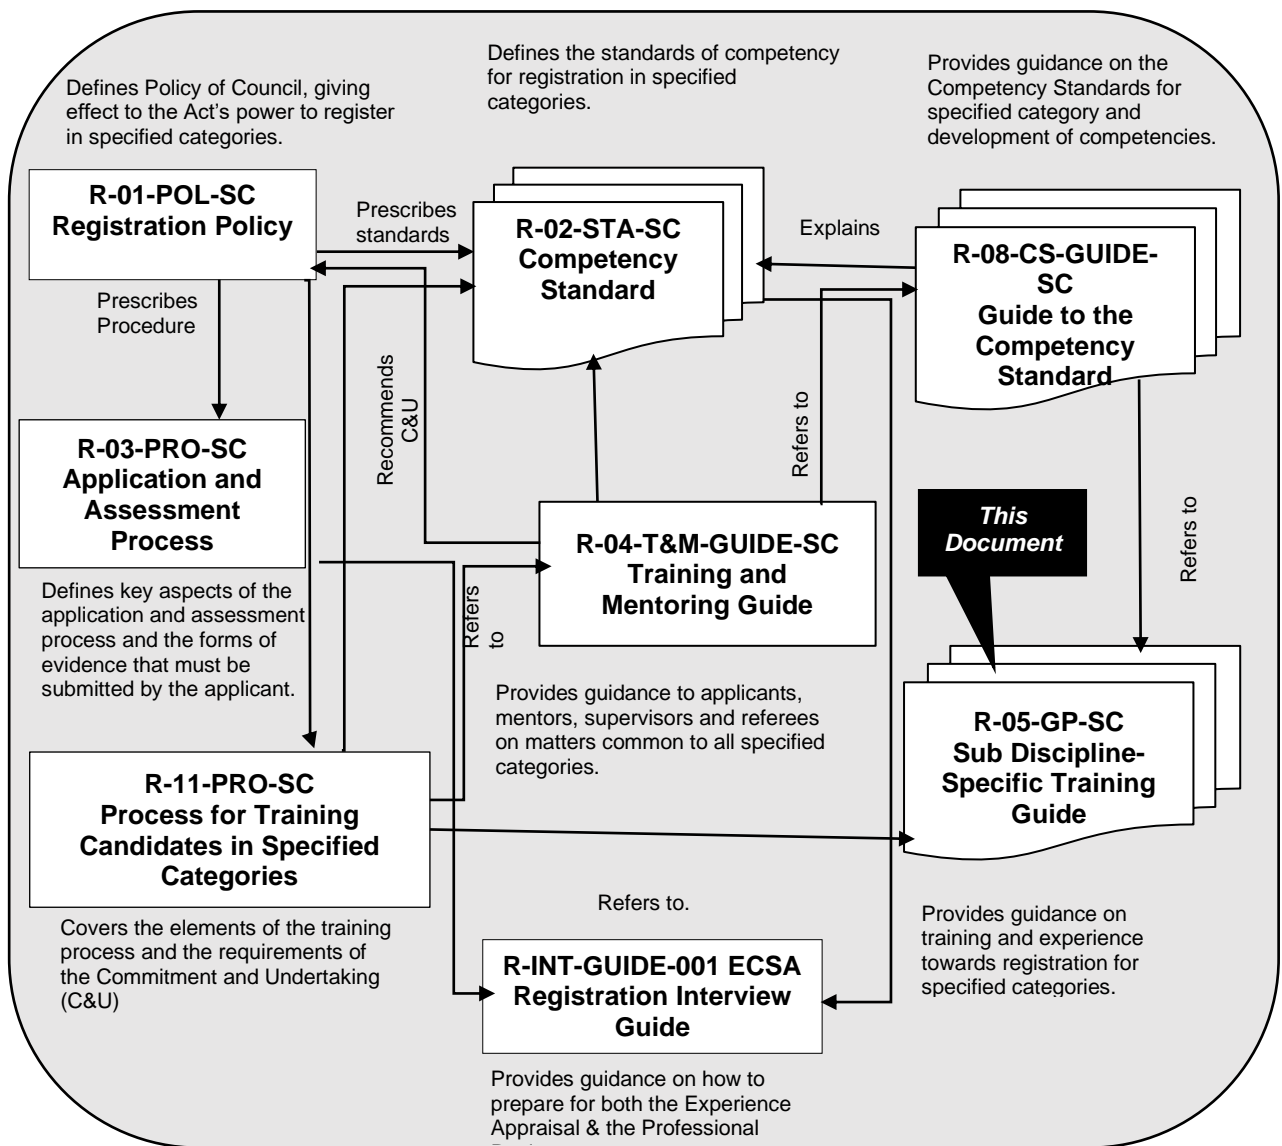 Defines Policy of Council, giving
effect to the Act's power to register
in specified categories.
Defines the standards of competency
for registration in specified
categories.
Provides guidance on the
Competency Standards for
specified category and
development of competencies.
R-01-POL-SC
Registration Policy
Prescribes
standards
R-02-STA-SC
Competency
Standard
Explains
R-08-CS-GUIDE-
SC
Guide to the
Competency
Standard
Prescribes
Procedure
Recommends
C&U
Refers to
R-03-PRO-SC
Application and
Assessment
Process
Defines key aspects of the
application and assessment
process and the forms of
evidence that must be
submitted by the applicant.
R-04-T&M-GUIDE-SC
Training and
Mentoring Guide
This
Document
Refers to
Refers
to
Provides guidance to applicants,
mentors, supervisors and referees
on matters common to all specified
categories.
R-05-GP-SC
Sub Discipline-
Specific Training
Guide
R-11-PRO-SC
Process for Training
Candidates in Specified
Categories
Covers the elements of the training
process and the requirements of
the Commitment and Undertaking
(C&U)
Refers to.
Provides guidance on
training and experience
towards registration for
specified categories.
R-INT-GUIDE-001 ECSA
Registration Interview
Guide
Provides guidance on how to
prepare for both the Experience
Appraisal & the Professional